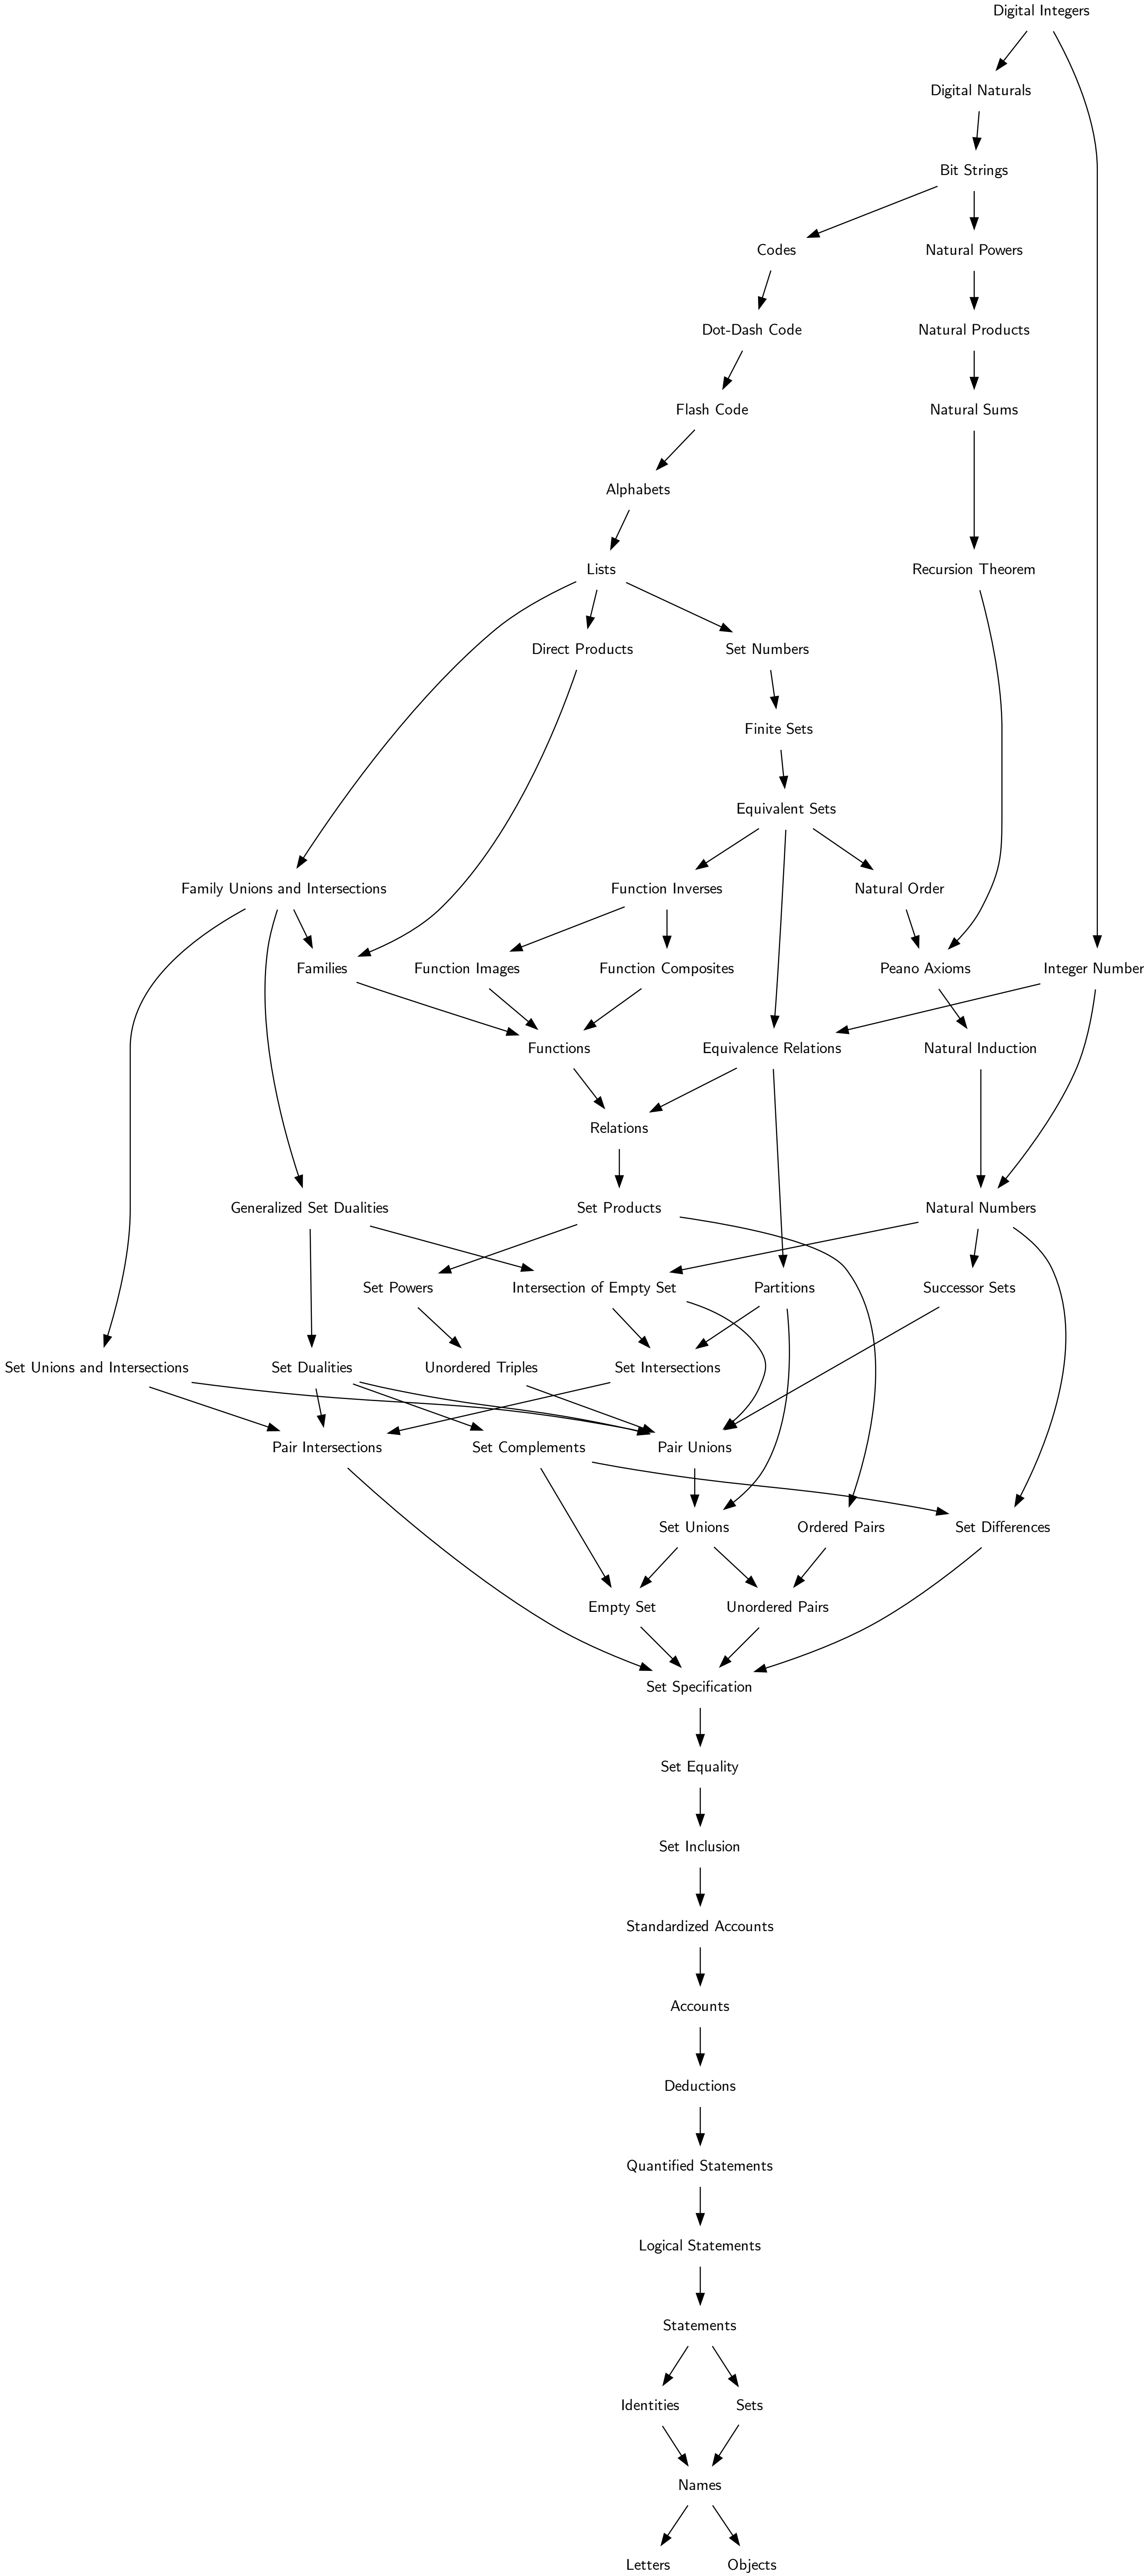 Digital Integers
Digital Naturals
Bit Strings
Codes
Natural Powers
Dot-Dash Code
Natural Products
Flash Code
Natural Sums
Alphabets
Lists
Recursion Theorem
Direct Products
Set Numbers
Finite Sets
Equivalent Sets
Family Unions and Intersections
Function Inverses
Natural Order
Families
Function Images
Function Composites
Peano Axioms
Integer Number
Functions
Equivalence Relations
Natural Induction
Relations
Generalized Set Dualities
Set Products
Natural Numbers
Set Powers
Intersection of Empty Set
Partitions
Successor Sets
Set Unions and Intersections
Set Dualities
Unordered Triples
Set Intersections
Pair Intersections
Set Complements
Pair Unions
Set Unions
Ordered Pairs
Set Differences
Empty Set
Unordered Pairs
Set Specification
Set Equality
Set Inclusion
Standardized Accounts
Accounts
Deductions
Quantified Statements
Logical Statements
Statements
Identities
Sets
Names
Letters
Objects